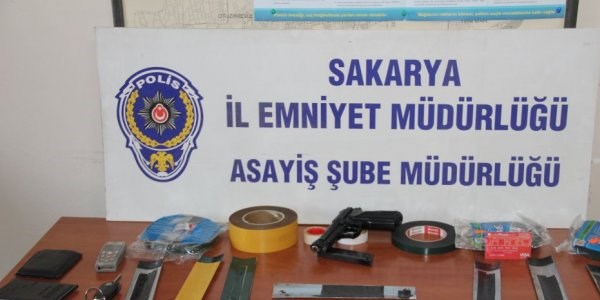 SAKARYA
İL EMNİYET MÜDÜRLÜĞÜ
ASAYİŞ ŞUBE MÜDÜRLÜĞÜ
POLİS